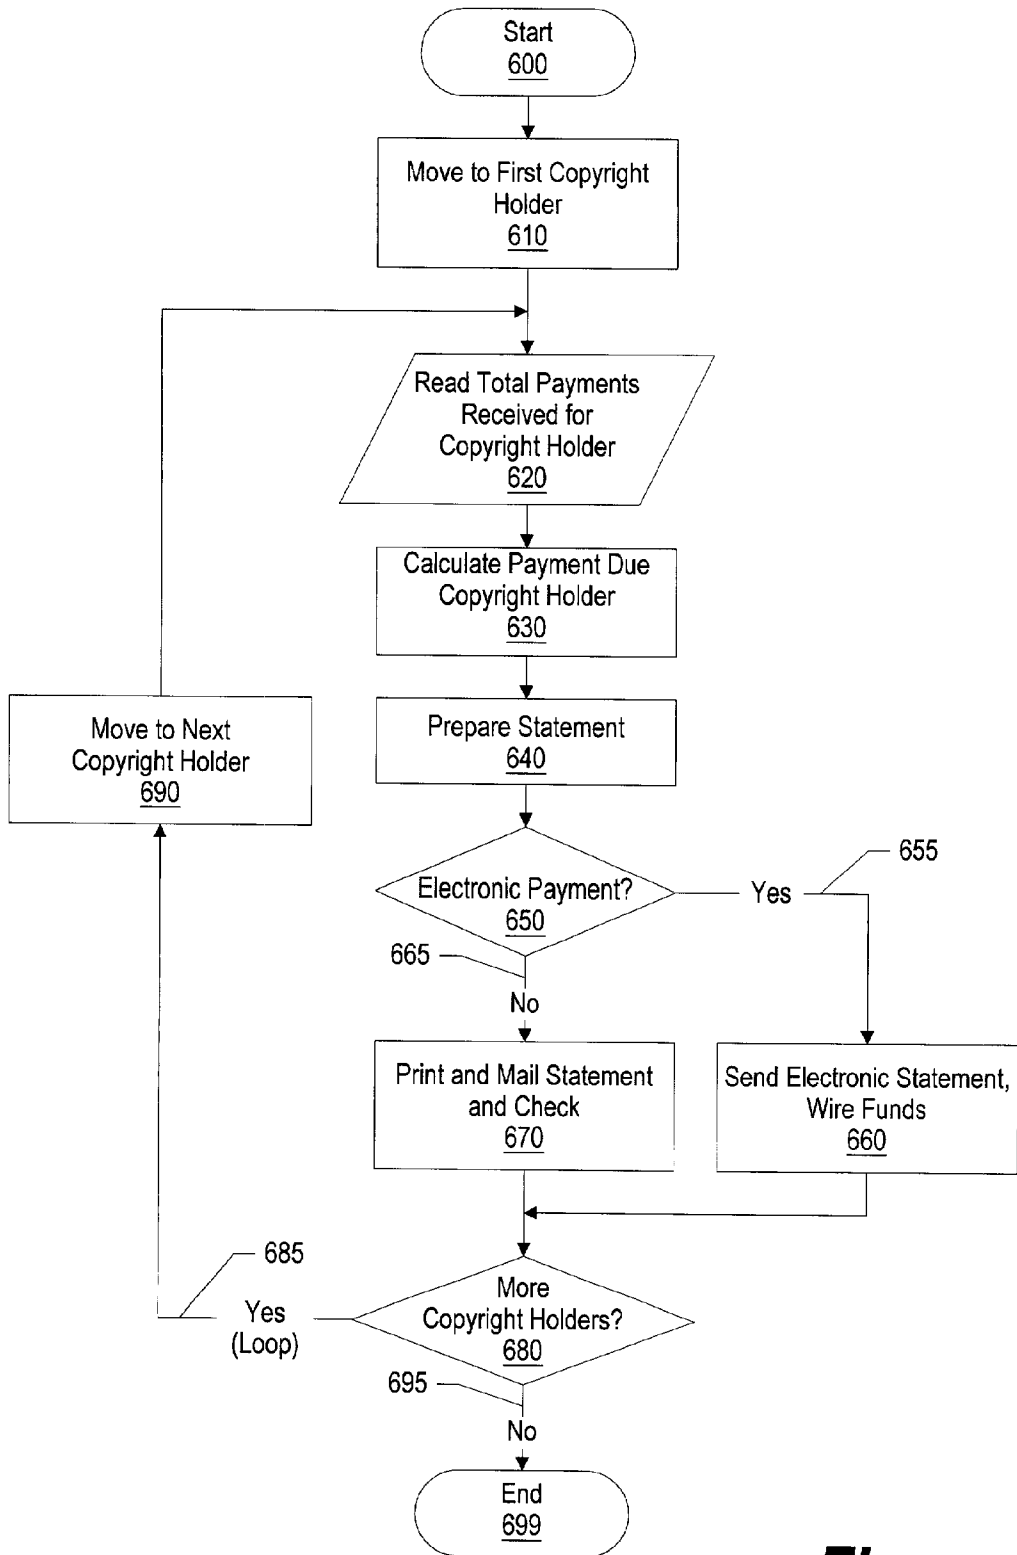 Start
600
Move to First Copyright
Holder
610
Read Total Payments
Received for
Copyright Holder
620
Calculate Payment Due
Copyright Holder
630
Move to Next
Copyright Holder
690
Prepare Statement
640
Electronic Payment?
650
Yes
655
665
No
Print and Mail Statement
and Check
670
Send Electronic Statement,
Wire Funds
660
685
Yes
(Loop)
More
Copyright Holders?
680
695
No
End
699